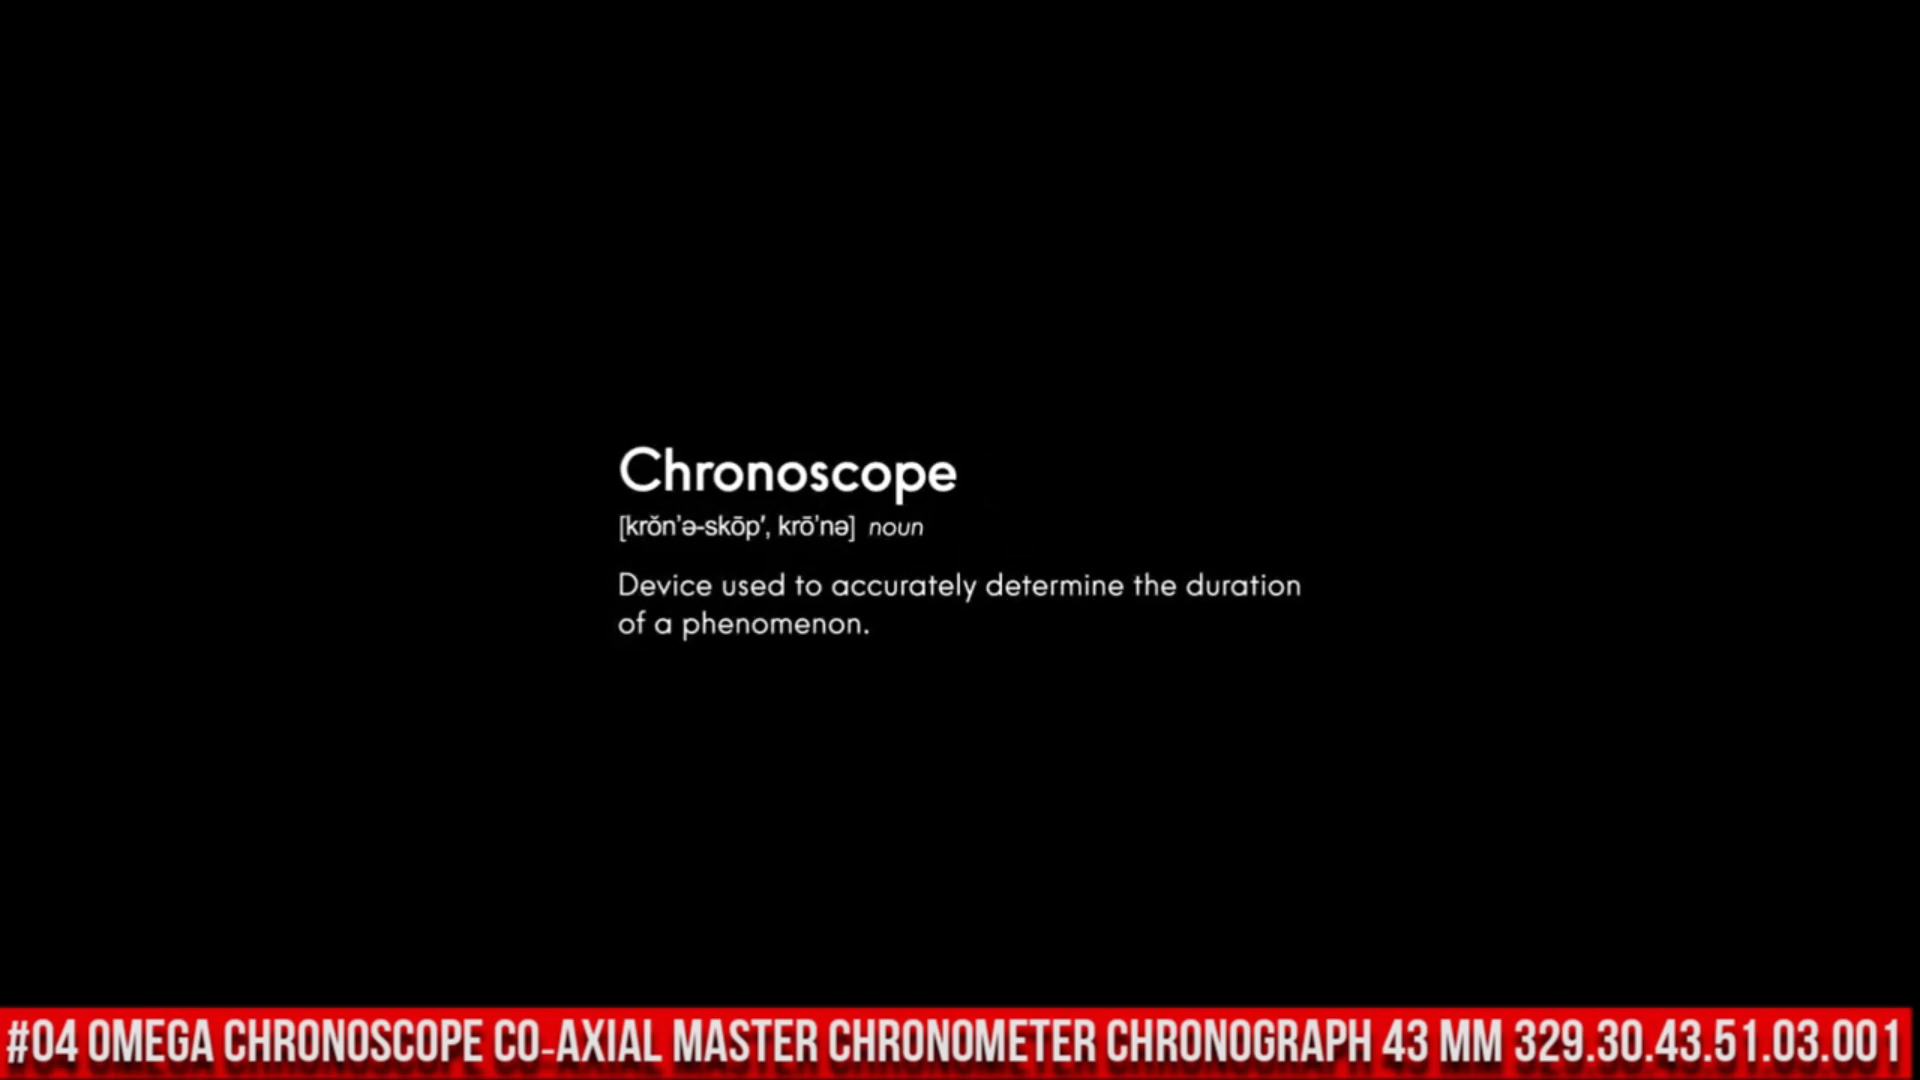 Chronoscope
[krŏn'ə-skōp', krō'nə] noun
Device used to accurately determine the duration
of a phenomenon.
#04 OMEGA CHRONOSCOPE CO-AXIAL MASTER CHRONOMETER CHRONOGRAPH 43 MM 329.30.43.51.03.001